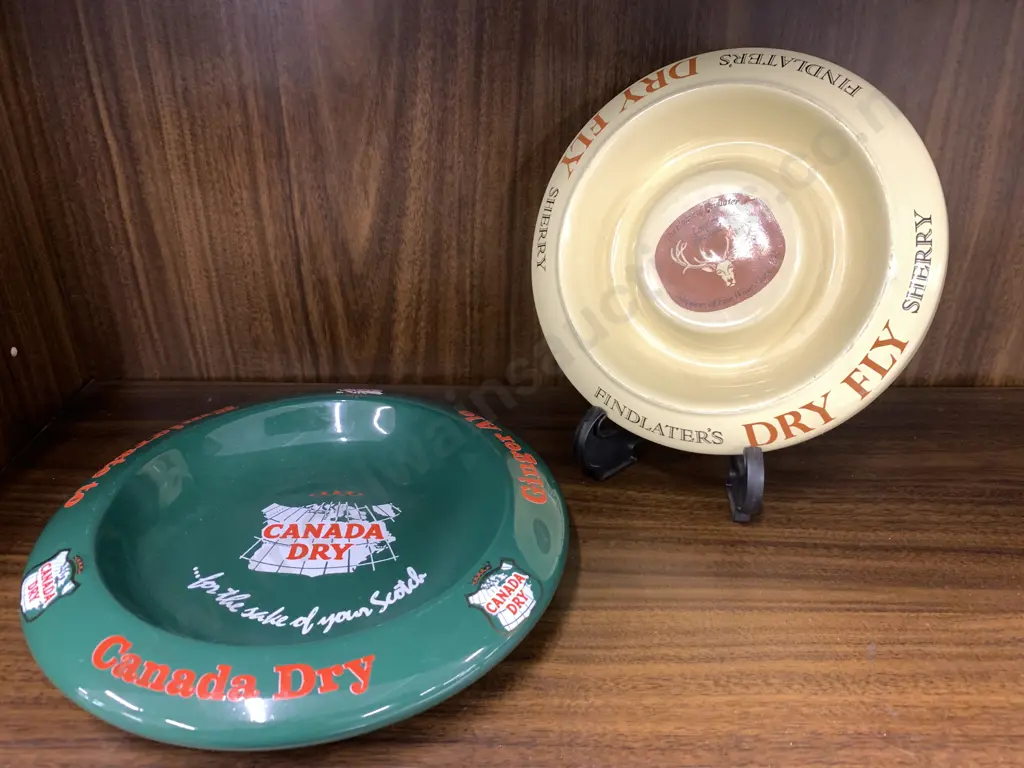 Canada Dry
Ginger Ale
CANADA
DRY
...for the sake of your Scotch
CANADA
DRY
CANADA
DRY
FINDLATER'S DRY FLY SHERRY
FINDLATER'S DRY FLY SHERRY